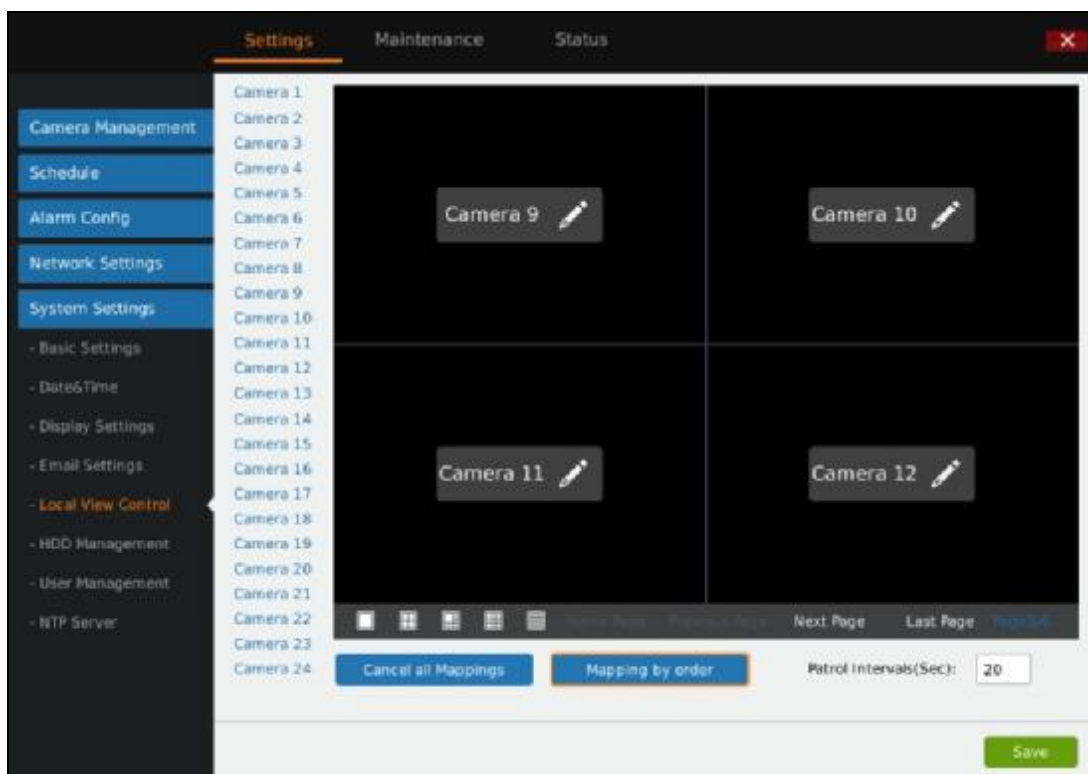 Settings Maintenance Status
Camera Management
Schedule
Alarm Config
Network Settings
System Settings
- Basic Settings
- Date&Time
- Display Settings
- Email Settings
- Local View Control
- HDD Management
- User Management
- NTP Server
Camera 1
Camera 2
Camera 3
Camera 4
Camera 5
Camera 6
Camera 7
Camera 8
Camera 9
Camera 10
Camera 11
Camera 12
Camera 13
Camera 14
Camera 15
Camera 16
Camera 17
Camera 18
Camera 19
Camera 20
Camera 21
Camera 22
Camera 23
Camera 24
Camera 9
Camera 10
Camera 11
Camera 12
Next Page Last Page
Cancel all Mappings Mapping by order Patrol Intervals(Sec): 20
Save